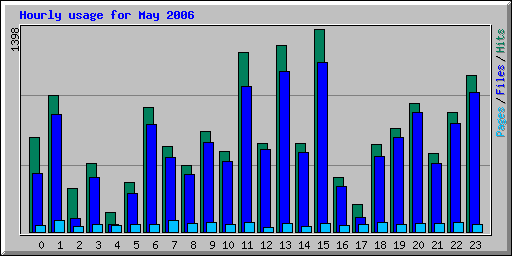 Hourly usage for May 2006
1398
Pages / Files / Hits
0 1 2 3 4 5 6 7 8 9 10 11 12 13 14 15 16 17 18 19 20 21 22 23